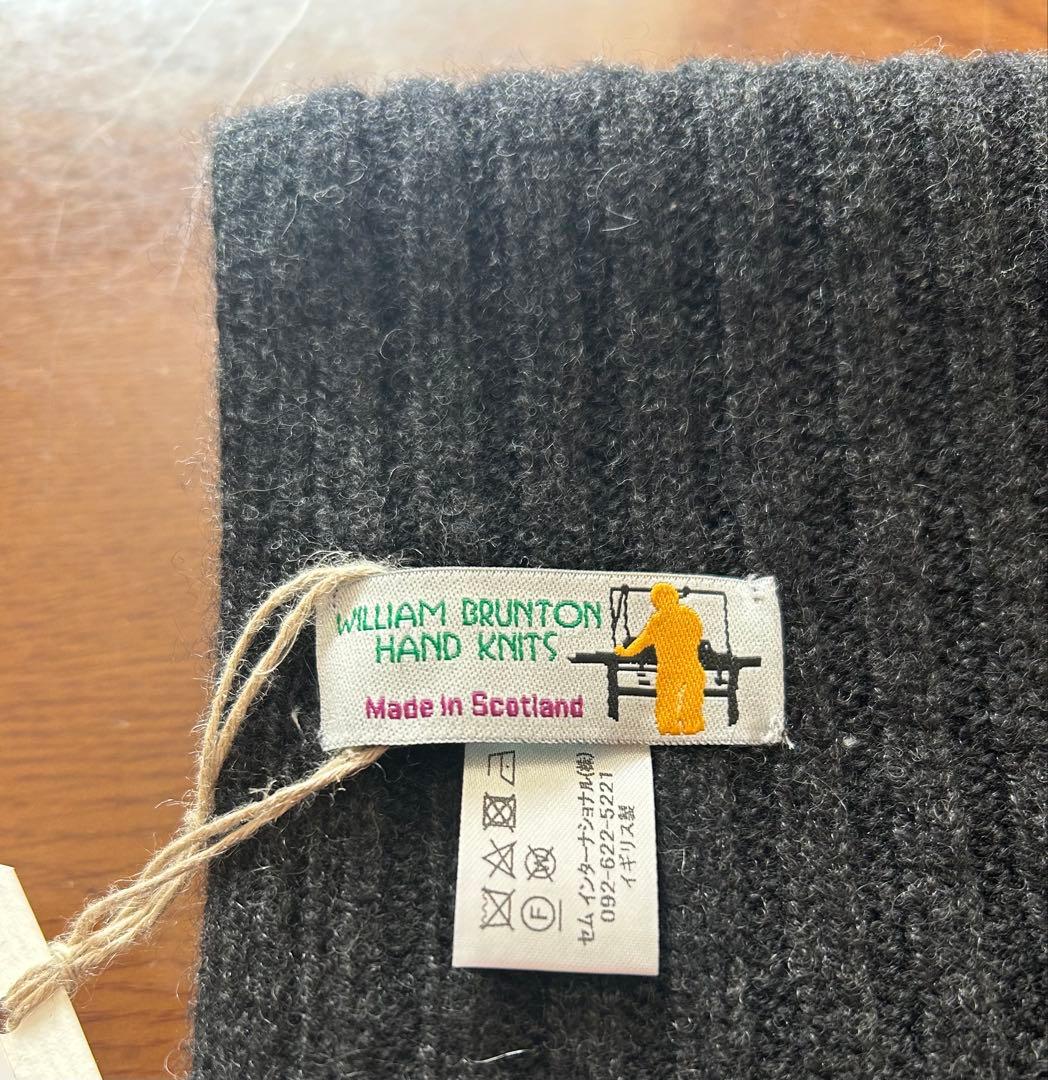 WILLIAM BRUNTON
HAND KNITS
Made in Scotland
セムインターナショナル(株)
092-622-5221
イギリス製
F
W